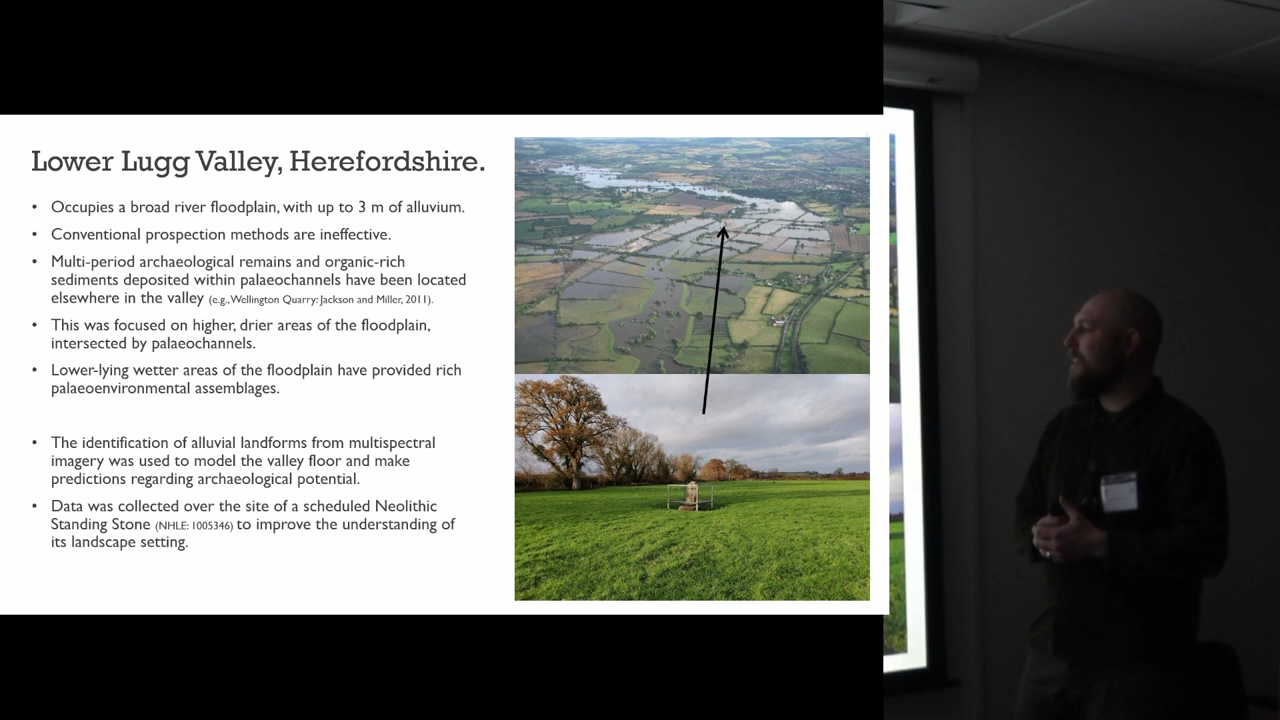 Lower Lugg Valley, Herefordshire.
• Occupies a broad river floodplain, with up to 3 m of alluvium.
• Conventional prospection methods are ineffective.
• Multi-period archaeological remains and organic-rich
sediments deposited within palaeochannels have been located
elsewhere in the valley (e.g., Wellington Quarry: Jackson and Miller, 2011).
• This was focused on higher, drier areas of the floodplain,
intersected by palaeochannels.
• Lower-lying wetter areas of the floodplain have provided rich
palaeoenvironmental assemblages.
• The identification of alluvial landforms from multispectral
imagery was used to model the valley floor and make
predictions regarding archaeological potential.
• Data was collected over the site of a scheduled Neolithic
Standing Stone (NHLE: 1005346) to improve the understanding of
its landscape setting.